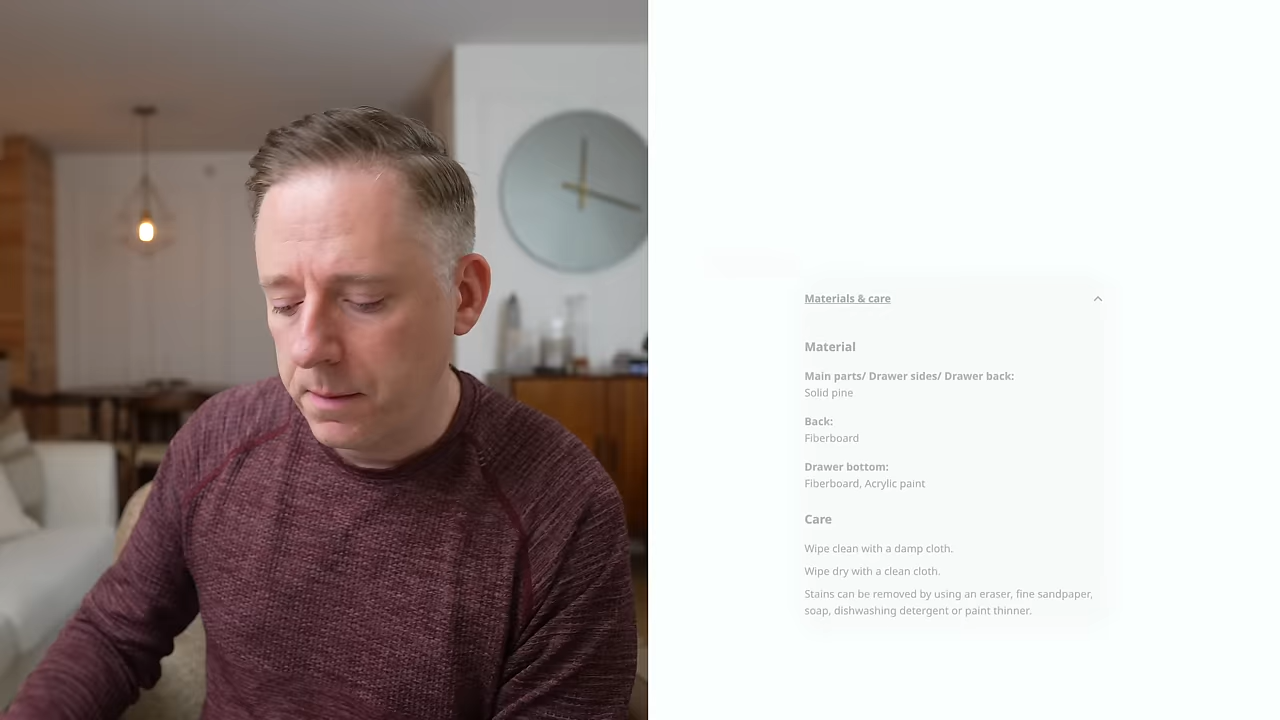 Materials & care
Material
Main parts/ Drawer sides/ Drawer back:
Solid pine
Back:
Fiberboard
Drawer bottom:
Fiberboard, Acrylic paint
Care
Wipe clean with a damp cloth.
Wipe dry with a clean cloth.
Stains can be removed by using an eraser, fine sandpaper,
soap, dishwashing detergent or paint thinner.